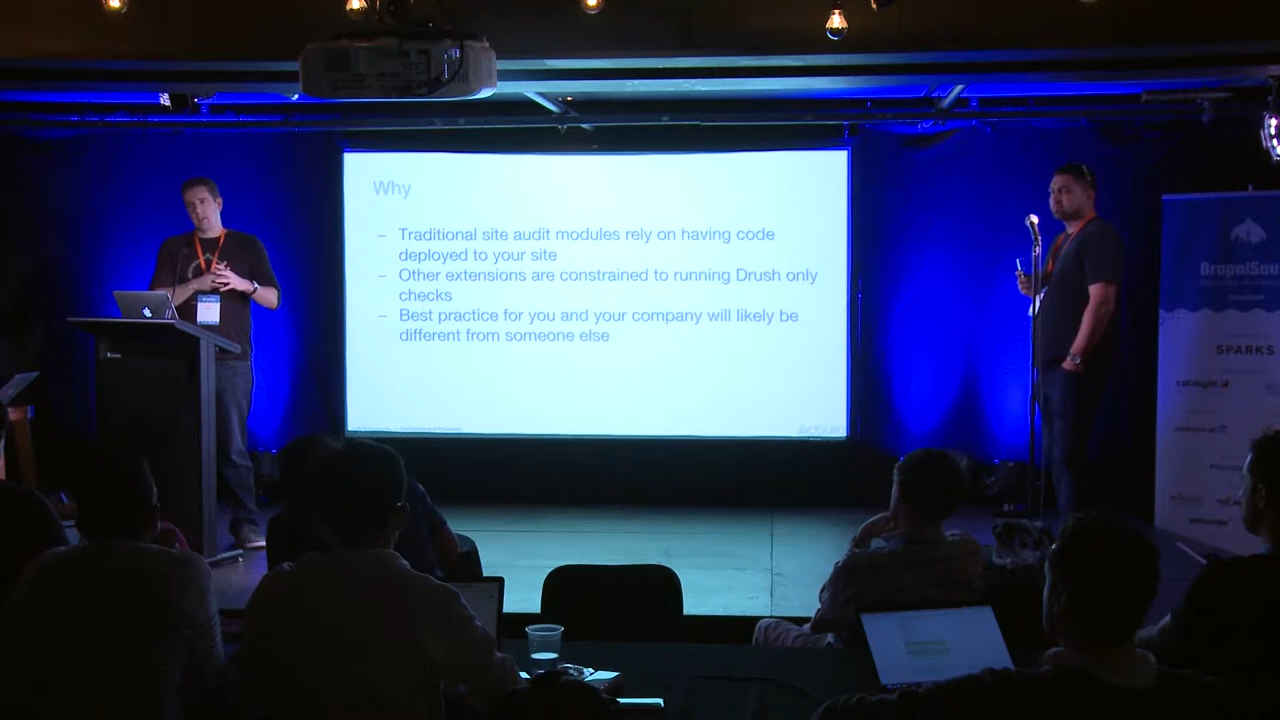 Why
– Traditional site audit modules rely on having code
deployed to your site
– Other extensions are constrained to running Drush only
checks
– Best practice for you and your company will likely be
different from someone else
DrupalSou
SPARKS
catalyst